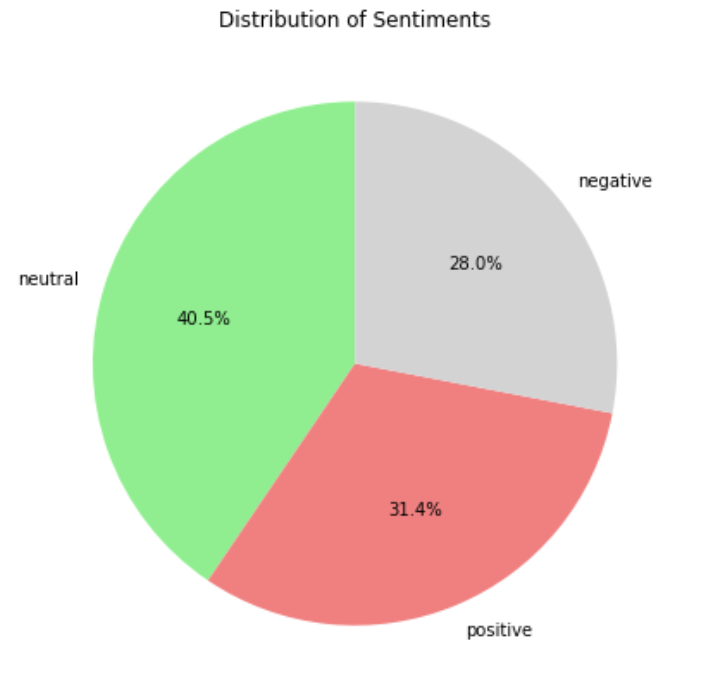 Distribution of Sentiments
negative
28.0%
neutral
40.5%
31.4%
positive